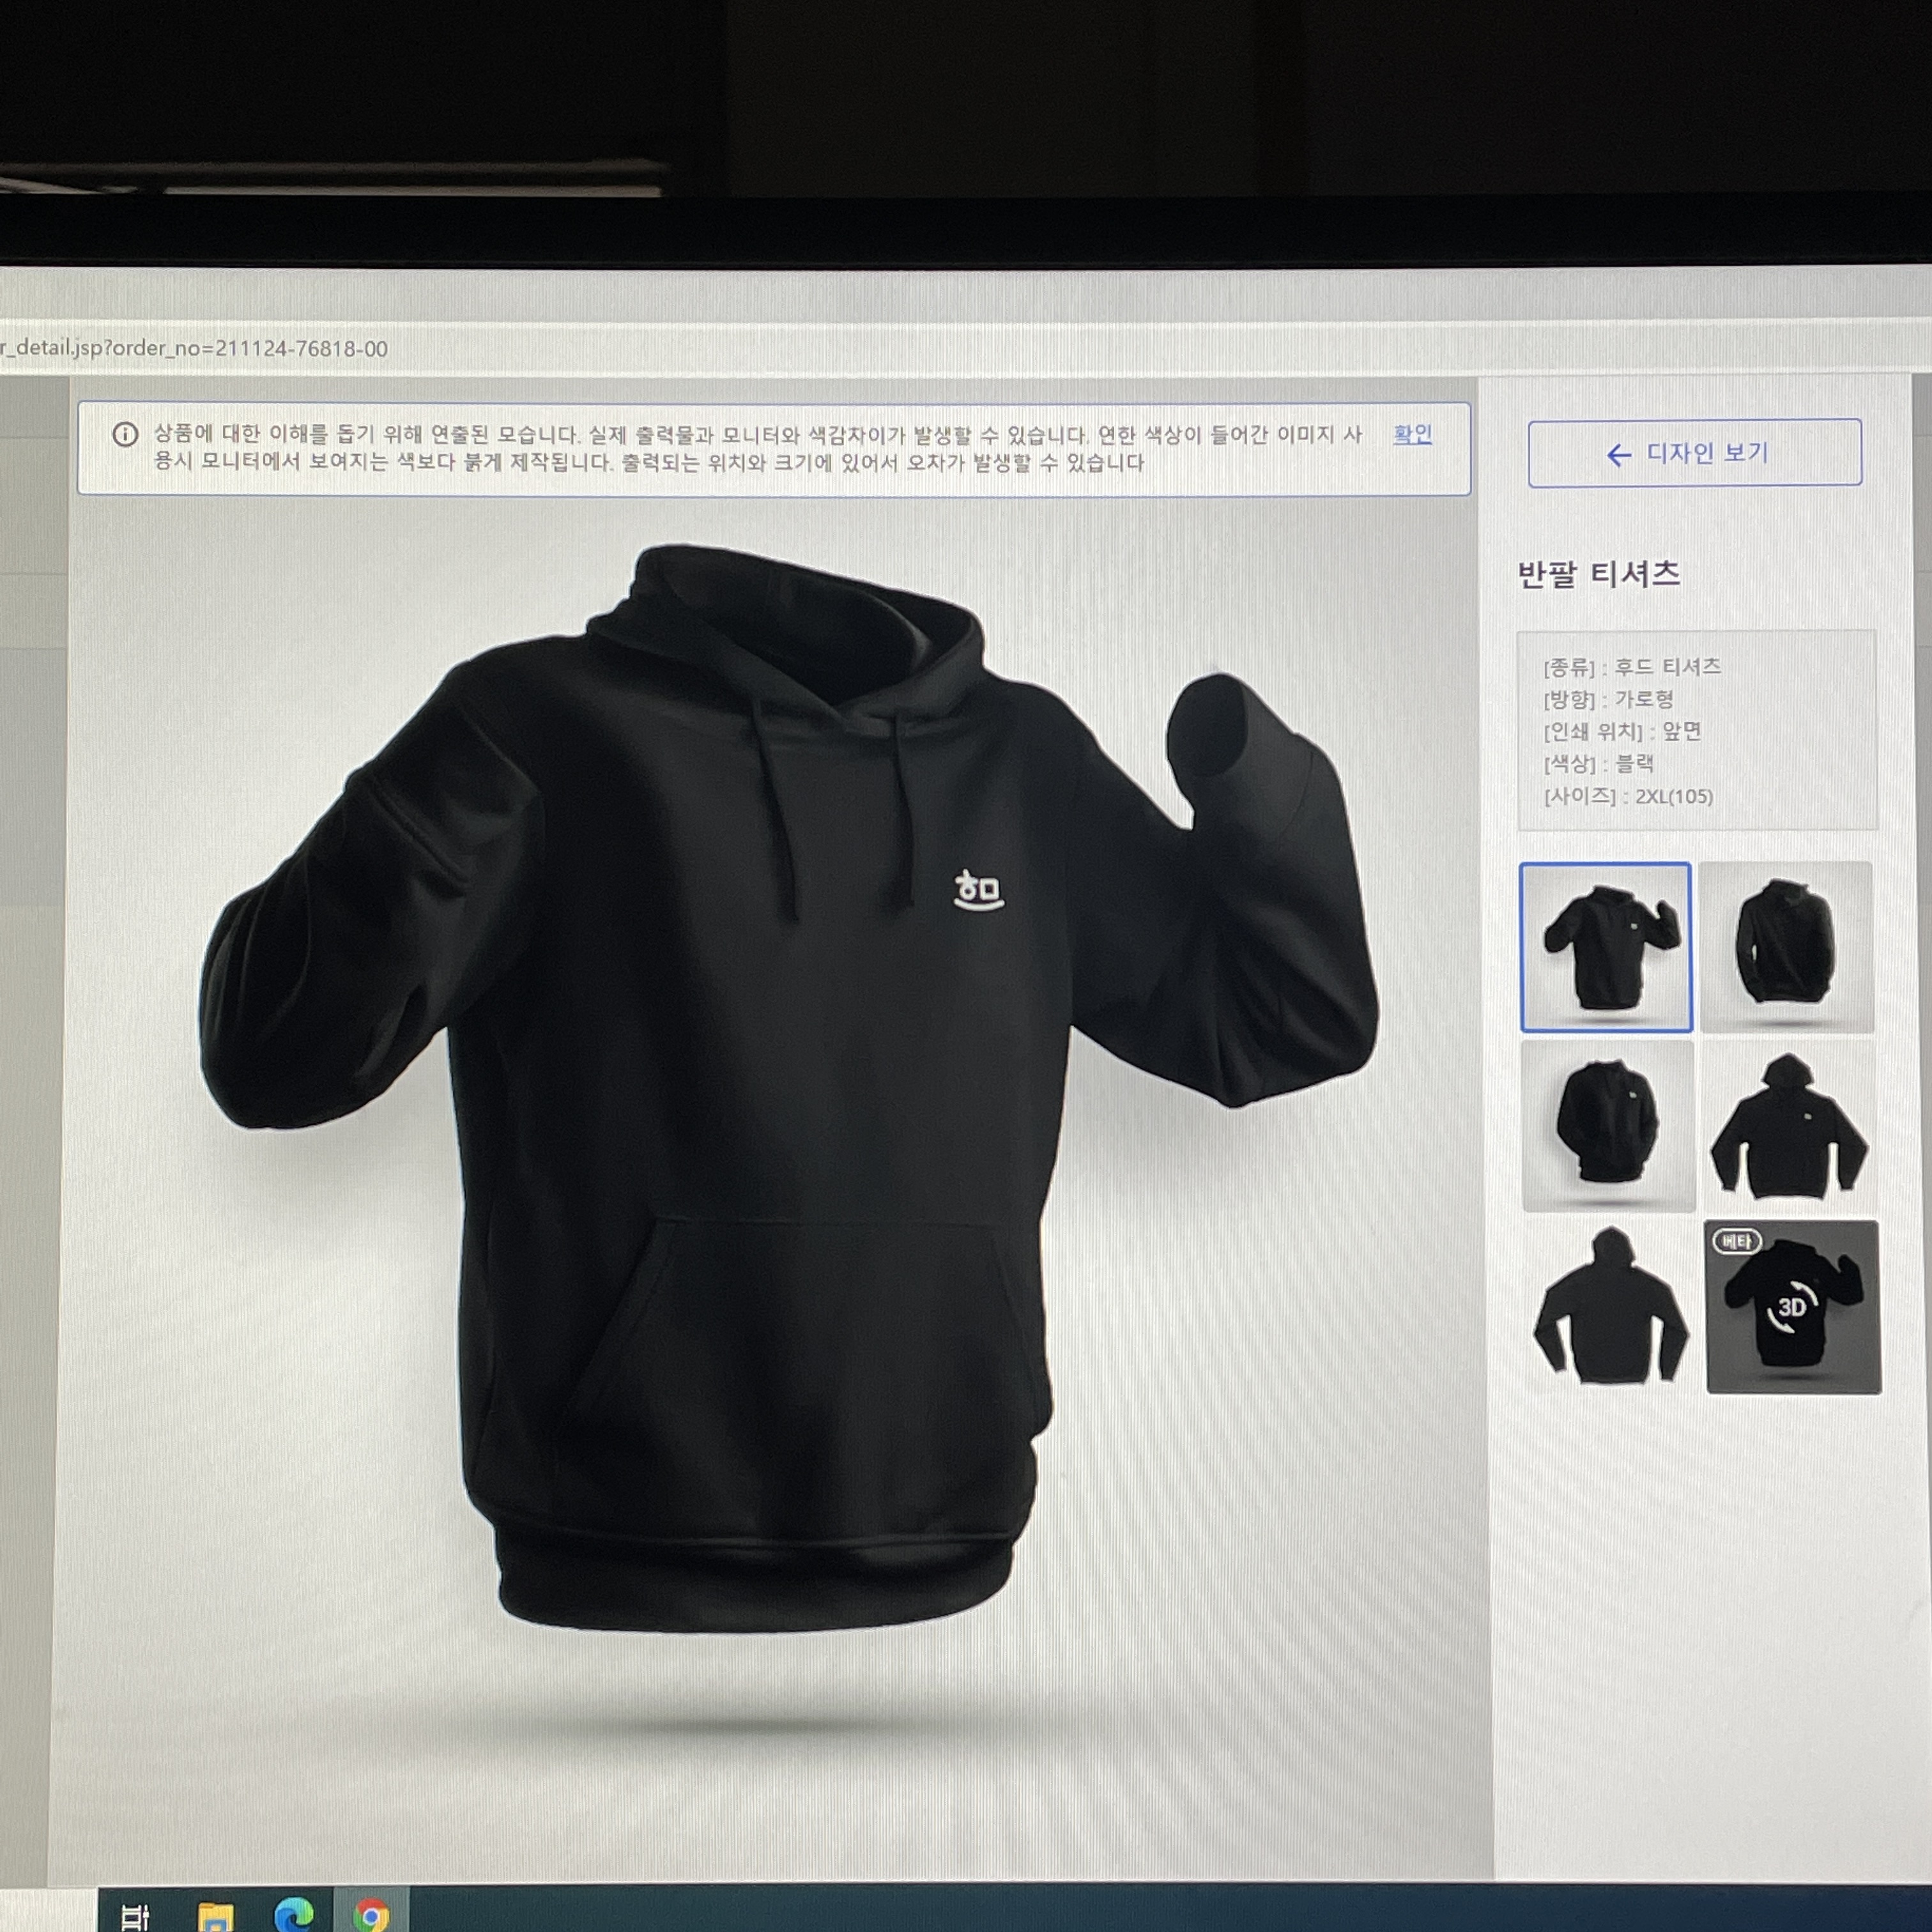 r_detail.jsp?order_no=211124-76818-00
상품에 대한 이해를 돕기 위해 연출된 모습니다. 실제 출력물과 모니터와 색감차이가 발생할 수 있습니다. 연한 색상이 들어간 이미지 사
용시 모니터에서 보여지는 색보다 붉게 제작됩니다. 출력되는 위치와 크기에 있어서 오차가 발생할 수 있습니다
확인
← 디자인 보기
반팔 티셔츠
[종류] : 후드 티셔츠
[방향] : 가로형
[인쇄 위치] : 앞면
[색상] : 블랙
[사이즈] : 2XL(105)
ㅎㅁ
베타
3D